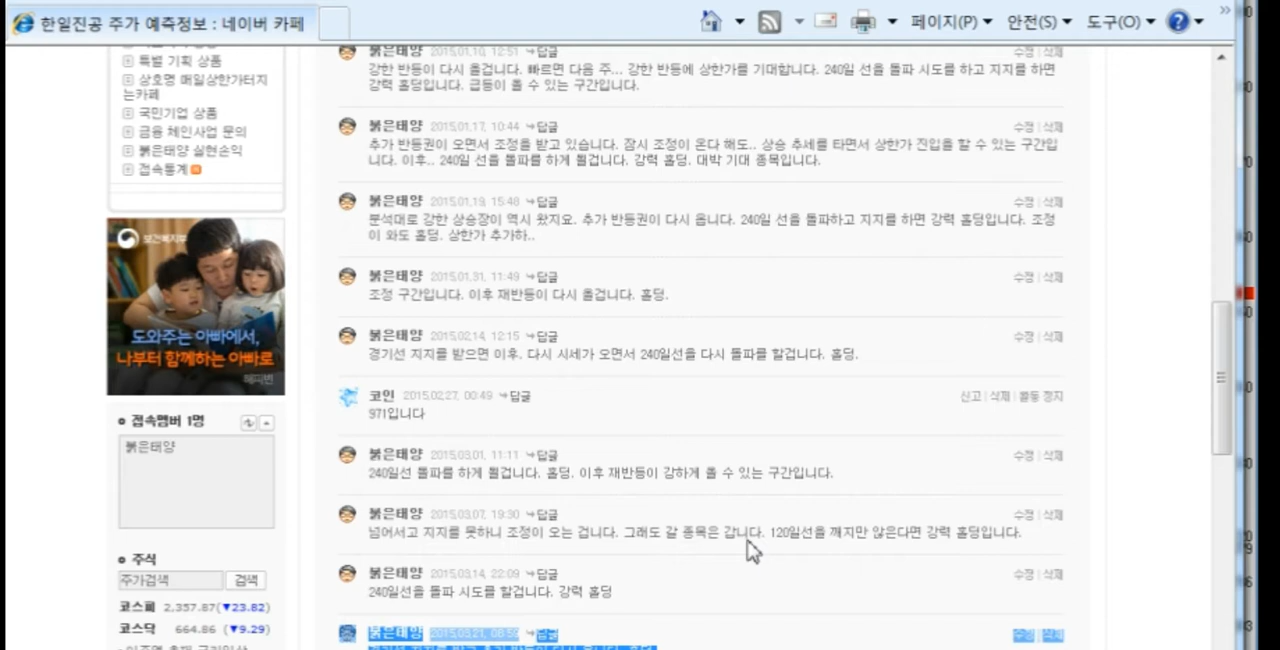 한일진공 주가 예측정보 : 네이버 카페
페이지(P) 안전(S) 도구(O)
특별 기획 상품
상호명 매일상한가터지
는카페
국민기업 상품
금융 체인사업 문의
붉은태양 실현손익
접속통계
보건복지부
도와주는 아빠에서,
나부터 함께하는 아빠로
해피빈
접속멤버 1명
붉은태양
주식
주가검색 검색
코스피 2,357.87(▼23.82)
코스닥 664.86 (▼9.29)
붉은태양 2015.01.10, 12:51 답글 수정 | 삭제
강한 반등이 다시 올겁니다. 빠르면 다음 주... 강한 반등에 상한가를 기대합니다. 240일 선을 돌파 시도를 하고 지지를 하면
강력 홀딩입니다. 급등이 올 수 있는 구간입니다.
붉은태양 2015.01.17, 10:44 답글 수정 | 삭제
추가 반등권이 오면서 조정을 받고 있습니다. 잠시 조정이 온다 해도.. 상승 추세를 타면서 상한가 진입을 할 수 있는 구간입
니다. 이후.. 240일 선을 돌파를 하게 될겁니다. 강력 홀딩. 대박 기대 종목입니다.
붉은태양 2015.01.19, 15:48 답글 수정 | 삭제
분석대로 강한 상승장이 역시 왔지요. 추가 반등권이 다시 옵니다. 240일 선을 돌파하고 지지를 하면 강력 홀딩입니다. 조정
이 와도 홀딩. 상한가 추가하..
붉은태양 2015.01.31, 11:49 답글 수정 | 삭제
조정 구간입니다. 이후 재반등이 다시 올겁니다. 홀딩.
붉은태양 2015.02.14, 12:15 답글 수정 | 삭제
경기선 지지를 받으면 이후. 다시 시세가 오면서 240일선을 다시 돌파를 할겁니다. 홀딩.
코인 2015.02.27, 00:49 답글 신고 | 삭제 | 활동 정지
971입니다
붉은태양 2015.03.01, 11:11 답글 수정 | 삭제
240일선 돌파를 하게 될겁니다. 홀딩. 이후 재반등이 강하게 올 수 있는 구간입니다.
붉은태양 2015.03.07, 19:30 답글 수정 | 삭제
넘어서고 지지를 못하니 조정이 오는 겁니다. 그래도 갈 종목은 갑니다. 120일선을 깨지만 않은다면 강력 홀딩입니다.
붉은태양 2015.03.14, 22:09 답글 수정 | 삭제
240일선을 돌파 시도를 할겁니다. 강력 홀딩
붉은태양 2015.03.21, 08:59 답글 수정 | 삭제